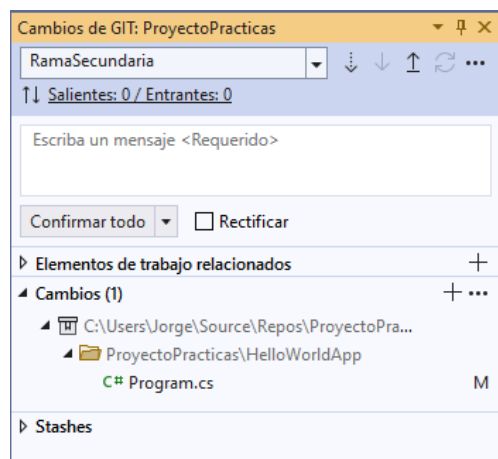 Cambios de GIT: ProyectoPracticas
RamaSecundaria
Salientes: 0 / Entrantes: 0
Escriba un mensaje <Requerido>
Confirmar todo
Rectificar
Elementos de trabajo relacionados
Cambios (1)
C:\Users\Jorge\Source\Repos\ProyectoPra...
ProyectoPracticas\HelloWorldApp
C# Program.cs M
Stashes